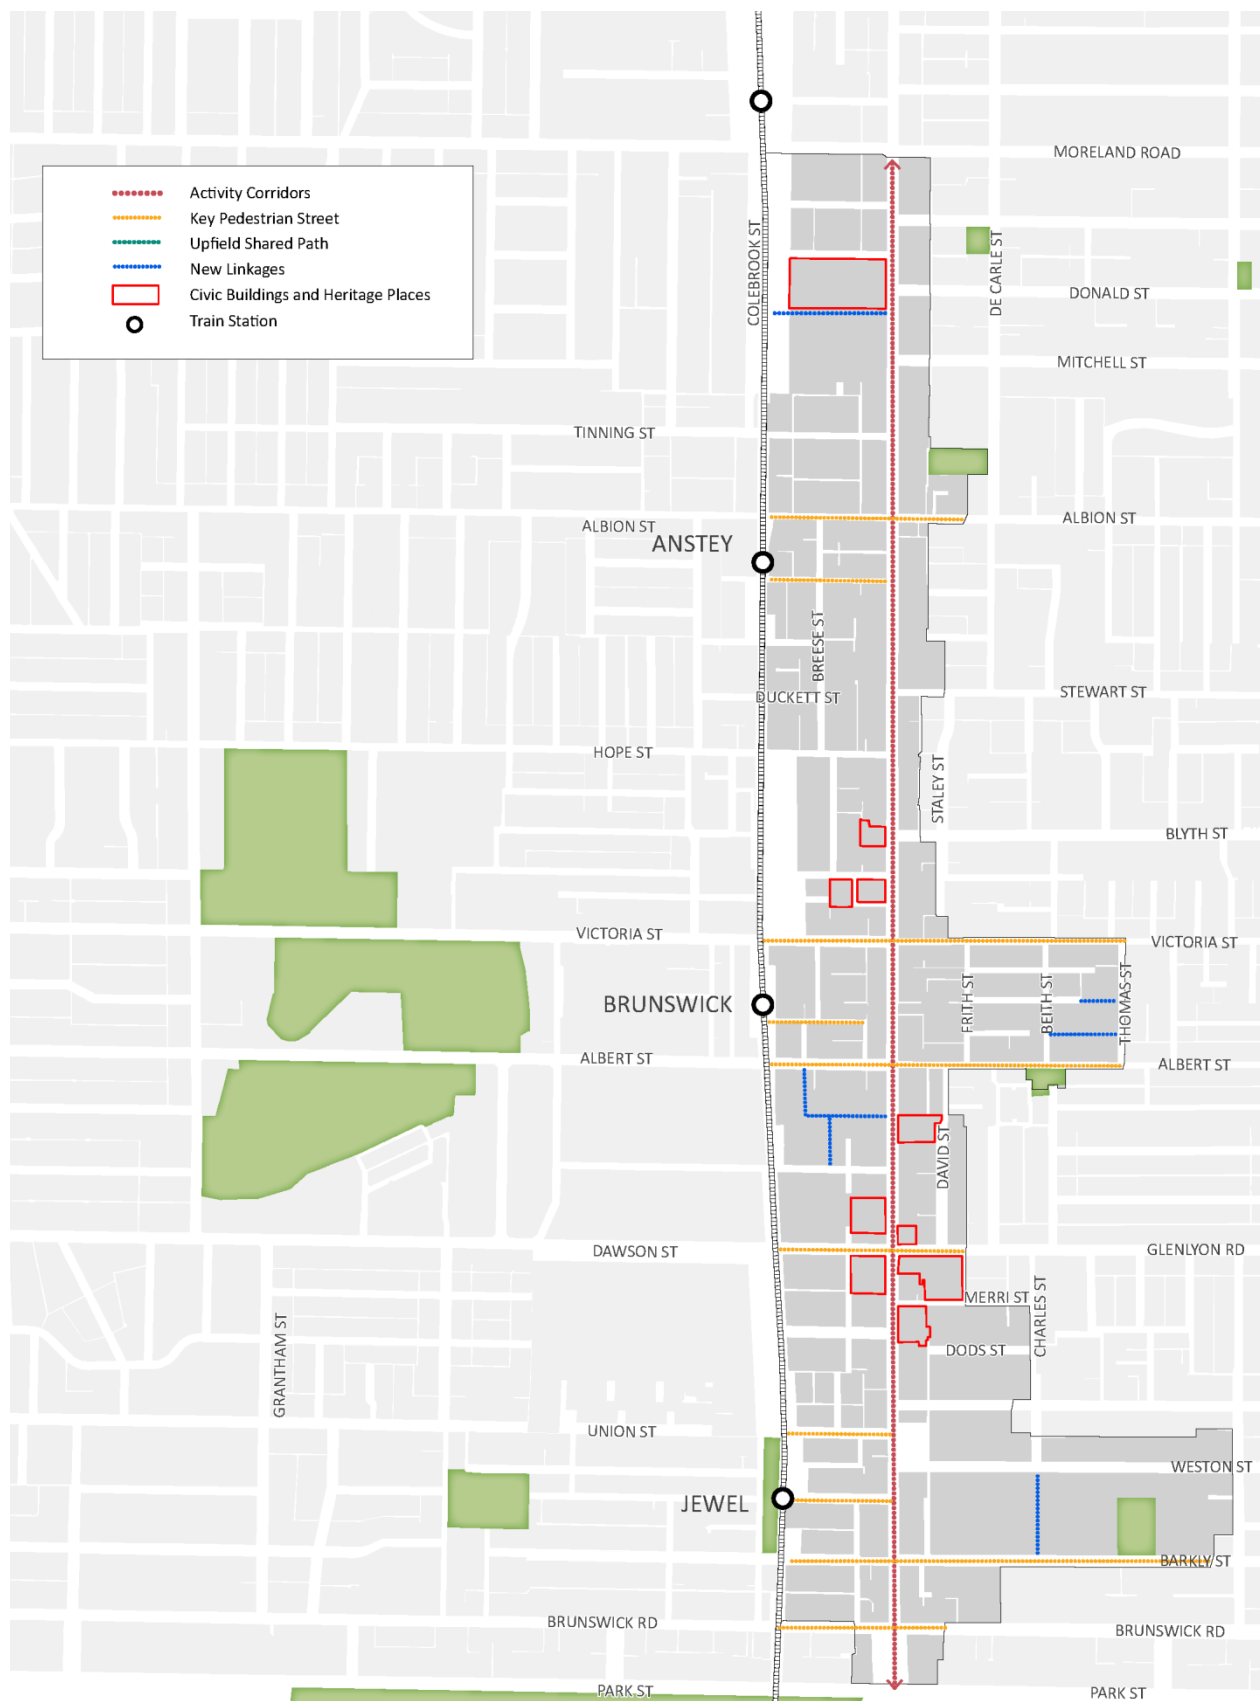 MORELAND ROAD
Activity Corridors
Key Pedestrian Street
Upfield Shared Path
New Linkages
Civic Buildings and Heritage Places
Train Station
COLEBROOK ST
DE CARLE ST
DONALD ST
MITCHELL ST
TINNING ST
ALBION ST
ALBION ST
ANSTEY
BREESE ST
DUCKETT ST
STEWART ST
HOPE ST
STALEY ST
BLYTH ST
VICTORIA ST
VICTORIA ST
BRUNSWICK
FRITH ST
BEITH ST
THOMAS ST
ALBERT ST
ALBERT ST
DAVID ST
DAWSON ST
GLENLYON RD
MERRI ST
CHARLES ST
GRANTHAM ST
DODS ST
UNION ST
WESTON ST
JEWEL
BARKLY ST
BRUNSWICK RD
BRUNSWICK RD
PARK ST
PARK ST